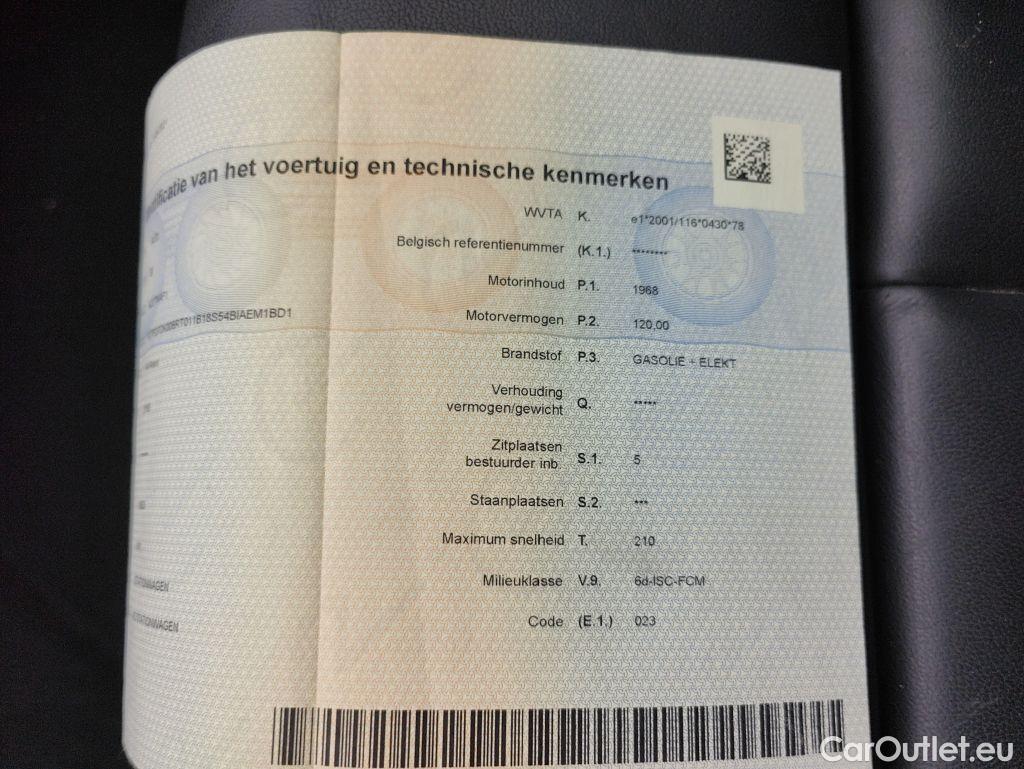 van het voertuig en technische kenmerken
WVTA K. e1*2001/116*0430*78
Belgisch referentienummer (K.1.) ********
Motorinhoud P.1. 1968
Motorvermogen P.2. 120,00
Brandstof P.3. GASOLIE + ELEKT
Verhouding
vermogen/gewicht Q. *****
Zitplaatsen
bestuurder inb. S.1. 5
Staanplaatsen S.2. ***
Maximum snelheid T. 210
Milieuklasse V.9. 6d-ISC-FCM
Code (E.1.) 023
STATIONWAGEN
STATIONWAGEN
CarOutlet.eu